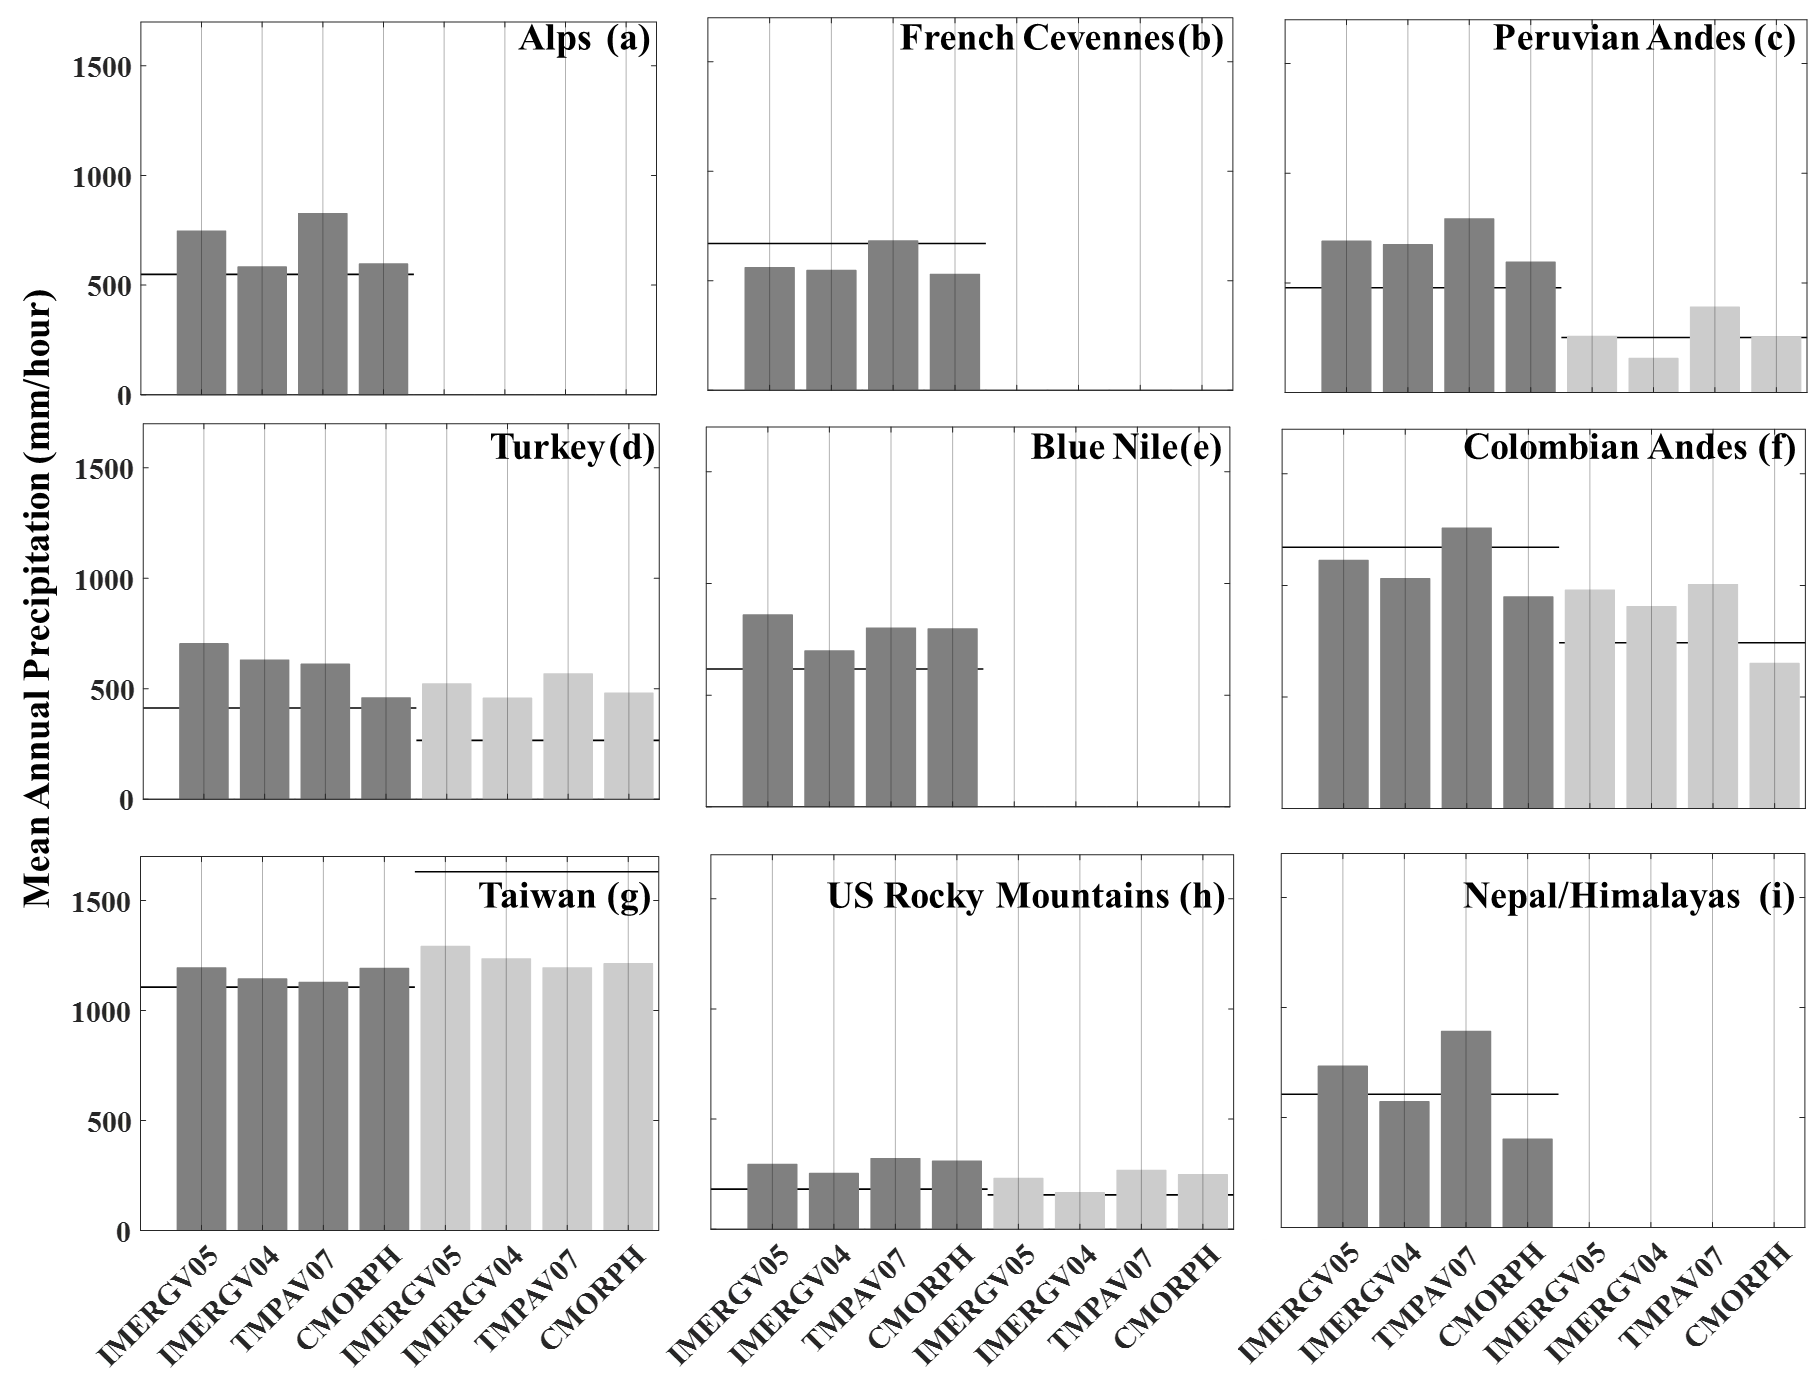 Mean Annual Precipitation (mm/hour)
Alps (a)
1500
1000
500
0
French Cevennes(b)
Peruvian Andes (c)
Turkey(d)
1500
1000
500
0
Blue Nile(e)
Colombian Andes (f)
Taiwan (g)
1500
1000
500
0
US Rocky Mountains (h)
Nepal/Himalayas (i)
IMERGV05
IMERGV04
TMPAV07
CMORPH
IMERGV05
IMERGV04
TMPAV07
CMORPH
IMERGV05
IMERGV04
TMPAV07
CMORPH
IMERGV05
IMERGV04
TMPAV07
CMORPH
IMERGV05
IMERGV04
TMPAV07
CMORPH
IMERGV05
IMERGV04
TMPAV07
CMORPH